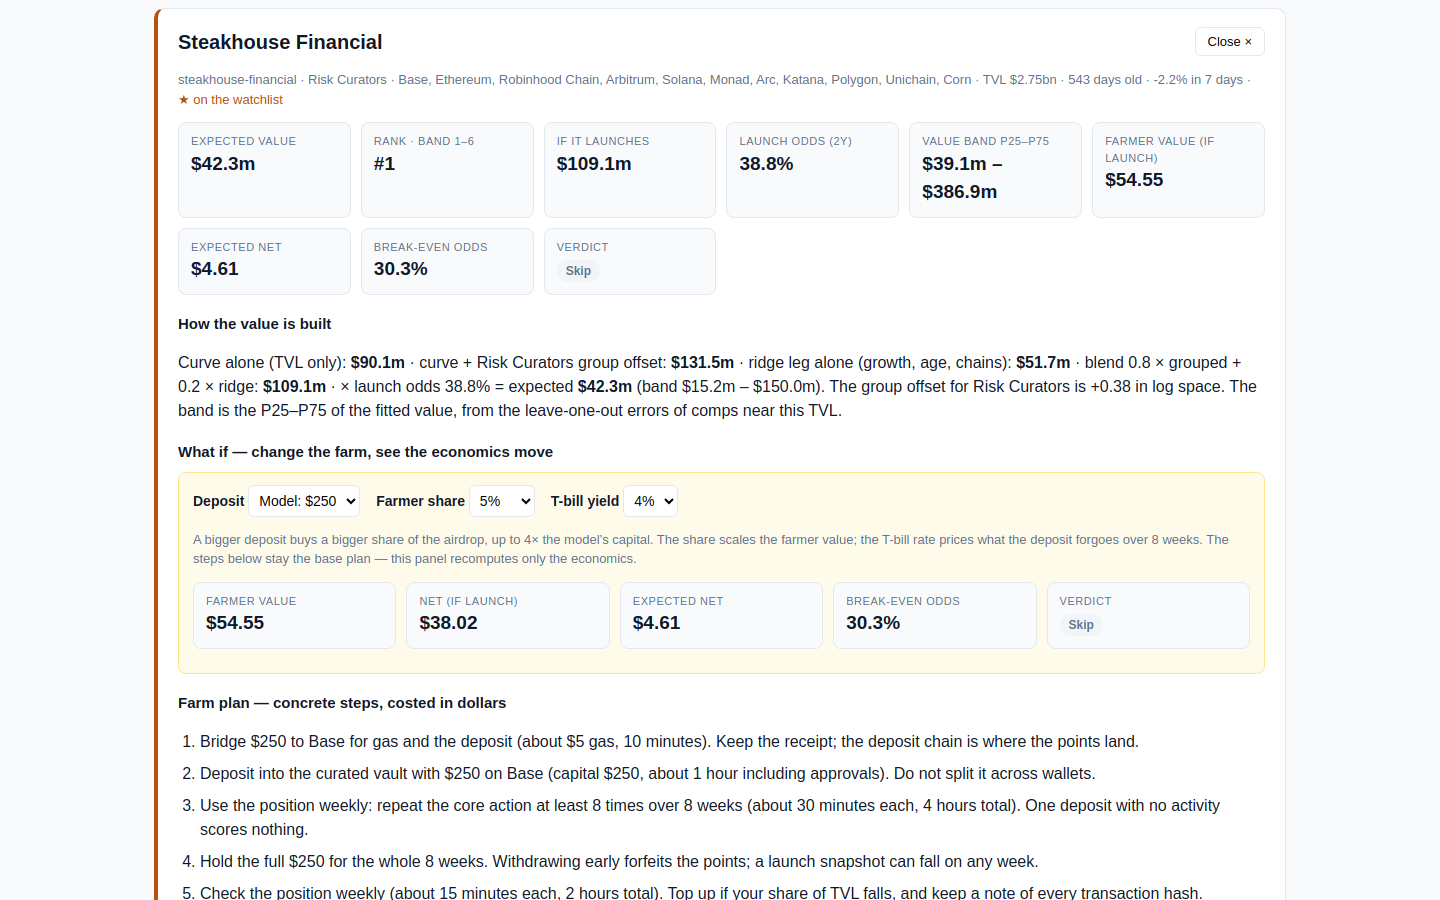 Steakhouse Financial
Close ×
steakhouse-financial · Risk Curators · Base, Ethereum, Robinhood Chain, Arbitrum, Solana, Monad, Arc, Katana, Polygon, Unichain, Corn · TVL $2.75bn · 543 days old · -2.2% in 7 days ·
★ on the watchlist
EXPECTED VALUE
$42.3m
RANK · BAND 1–6
#1
IF IT LAUNCHES
$109.1m
LAUNCH ODDS (2Y)
38.8%
VALUE BAND P25–P75
$39.1m –
$386.9m
FARMER VALUE (IF
LAUNCH)
$54.55
EXPECTED NET
$4.61
BREAK-EVEN ODDS
30.3%
VERDICT
Skip
How the value is built
Curve alone (TVL only): $90.1m · curve + Risk Curators group offset: $131.5m · ridge leg alone (growth, age, chains): $51.7m · blend 0.8 × grouped +
0.2 × ridge: $109.1m · × launch odds 38.8% = expected $42.3m (band $15.2m – $150.0m). The group offset for Risk Curators is +0.38 in log space. The
band is the P25–P75 of the fitted value, from the leave-one-out errors of comps near this TVL.
What if — change the farm, see the economics move
Deposit Model: $250 Farmer share 5% T-bill yield 4%
A bigger deposit buys a bigger share of the airdrop, up to 4× the model's capital. The share scales the farmer value; the T-bill rate prices what the deposit forgoes over 8 weeks. The
steps below stay the base plan — this panel recomputes only the economics.
FARMER VALUE
$54.55
NET (IF LAUNCH)
$38.02
EXPECTED NET
$4.61
BREAK-EVEN ODDS
30.3%
VERDICT
Skip
Farm plan — concrete steps, costed in dollars
1. Bridge $250 to Base for gas and the deposit (about $5 gas, 10 minutes). Keep the receipt; the deposit chain is where the points land.
2. Deposit into the curated vault with $250 on Base (capital $250, about 1 hour including approvals). Do not split it across wallets.
3. Use the position weekly: repeat the core action at least 8 times over 8 weeks (about 30 minutes each, 4 hours total). One deposit with no activity
scores nothing.
4. Hold the full $250 for the whole 8 weeks. Withdrawing early forfeits the points; a launch snapshot can fall on any week.
5. Check the position weekly (about 15 minutes each, 2 hours total). Top up if your share of TVL falls, and keep a note of every transaction hash.